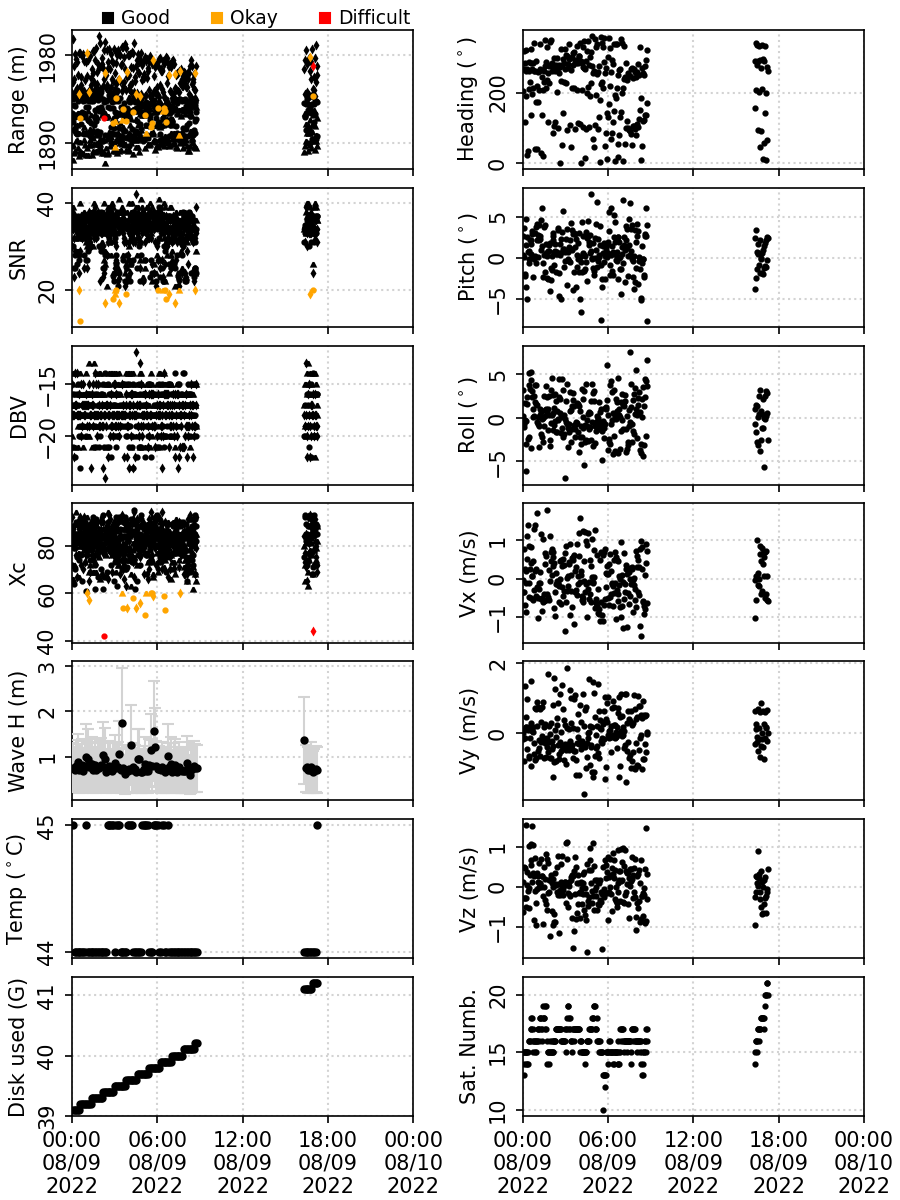 Good Okay Difficult
Range (m)
1980
1890
Heading (°)
200
0
SNR
40
20
Pitch (°)
5
0
−5
DBV
−15
−20
Roll (°)
5
0
−5
Xc
80
60
40
Vx (m/s)
1
0
−1
Wave H (m)
3
2
1
Vy (m/s)
2
0
Temp (°C)
45
44
Vz (m/s)
1
0
−1
Disk used (G)
41
40
39
Sat. Numb.
20
15
10
00:00 06:00 12:00 18:00 00:00
08/09 08/09 08/09 08/09 08/10
2022 2022 2022 2022 2022
00:00 06:00 12:00 18:00 00:00
08/09 08/09 08/09 08/09 08/10
2022 2022 2022 2022 2022